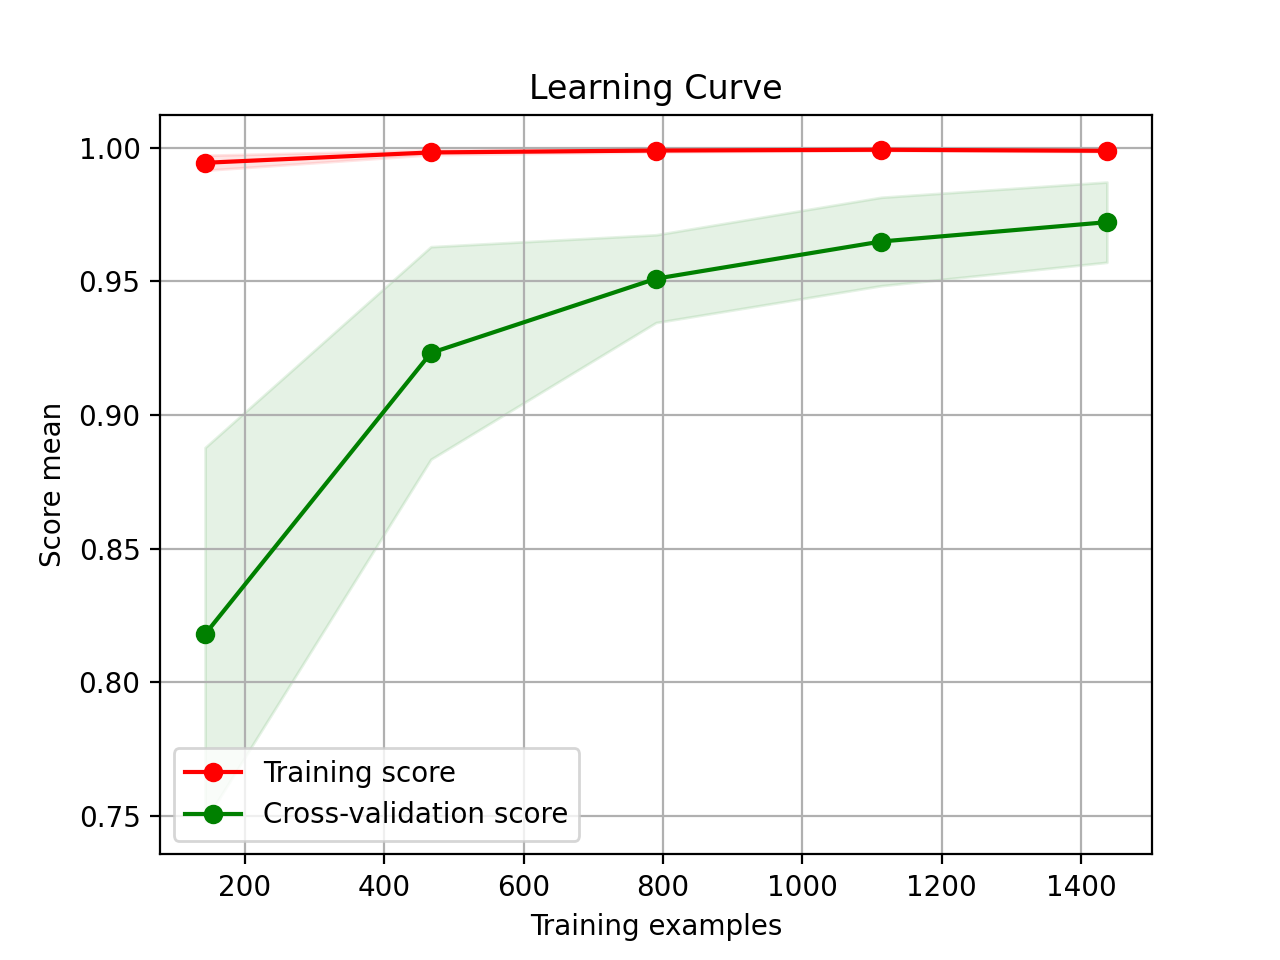 Learning Curve
1.00
0.95
0.90
0.85
0.80
0.75
Score mean
Training score
Cross-validation score
200 400 600 800 1000 1200 1400
Training examples